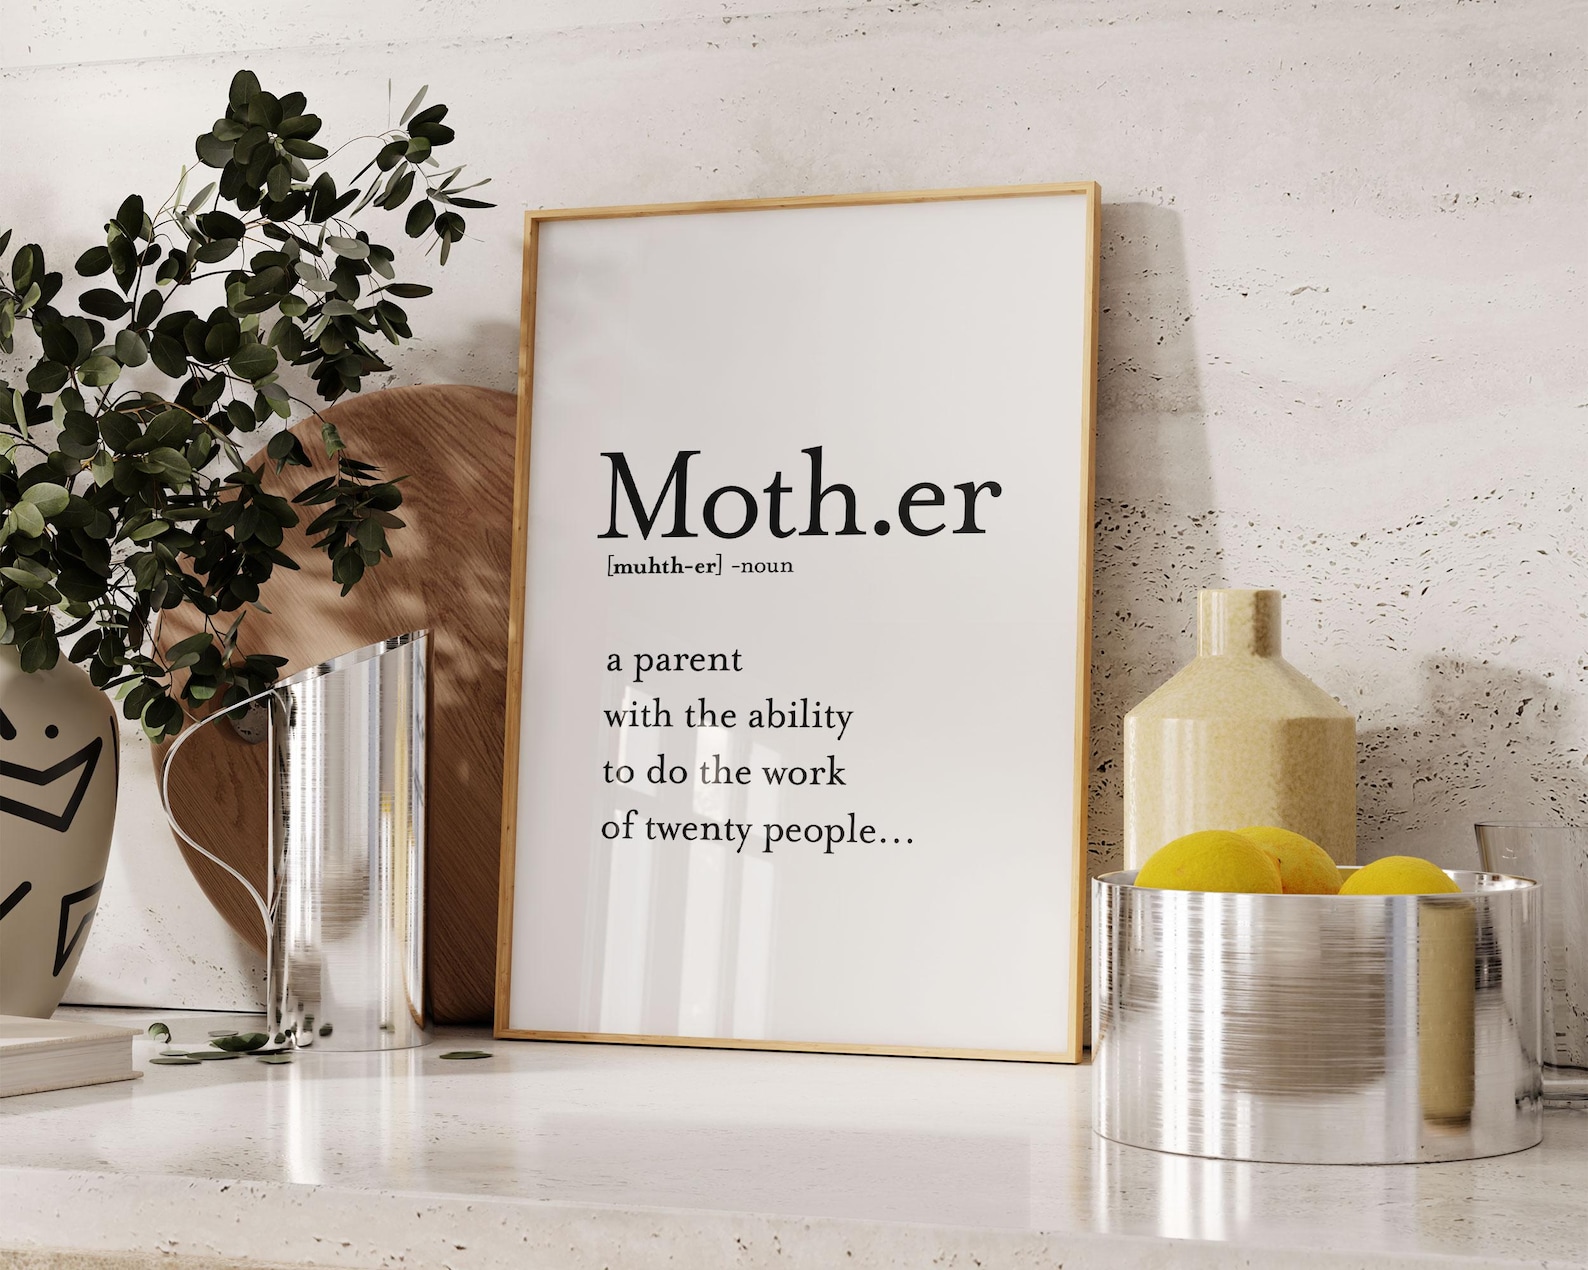 Moth.er
[muhth-er] -noun
a parent
with the ability
to do the work
of twenty people...